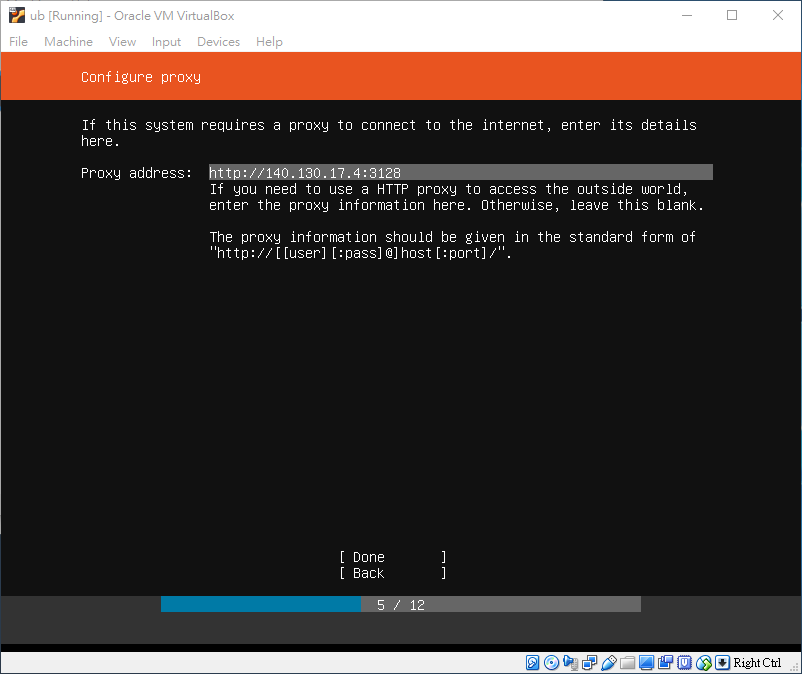 ub [Running] - Oracle VM VirtualBox
File Machine View Input Devices Help
Configure proxy
If this system requires a proxy to connect to the internet, enter its details
here.
Proxy address: http://140.130.17.4:3128
If you need to use a HTTP proxy to access the outside world,
enter the proxy information here. Otherwise, leave this blank.
The proxy information should be given in the standard form of
"http://[[user][:pass]@]host[:port]/".
[ Done ]
[ Back ]
5 / 12
Right Ctrl